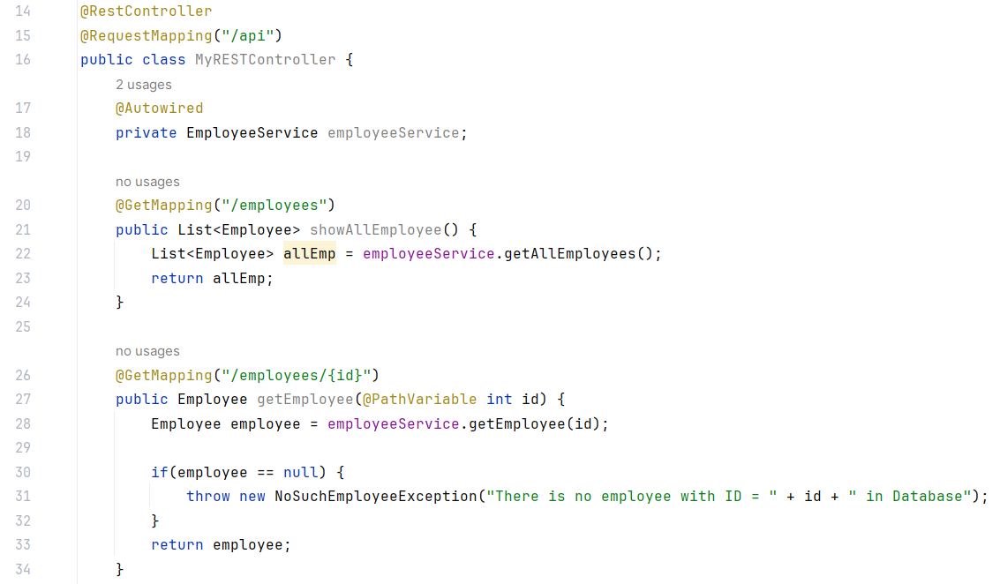 14 @RestController
15 @RequestMapping("/api")
16 public class MyRESTController {
2 usages
17 @Autowired
18 private EmployeeService employeeService;
19
no usages
20 @GetMapping("/employees")
21 public List<Employee> showAllEmployee() {
22 List<Employee> allEmp = employeeService.getAllEmployees();
23 return allEmp;
24 }
25
no usages
26 @GetMapping("/employees/{id}")
27 public Employee getEmployee(@PathVariable int id) {
28 Employee employee = employeeService.getEmployee(id);
29
30 if(employee == null) {
31 throw new NoSuchEmployeeException("There is no employee with ID = " + id + " in Database");
32 }
33 return employee;
34 }